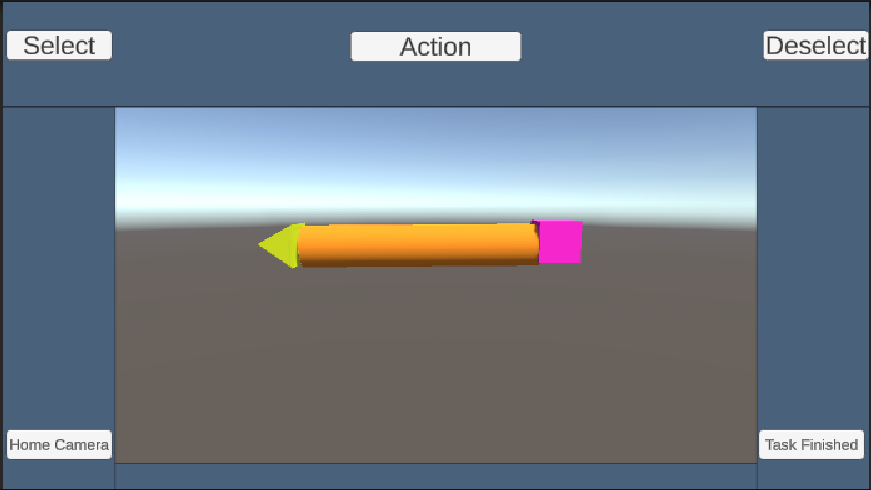 Select
Action
Deselect
Home Camera
Task Finished